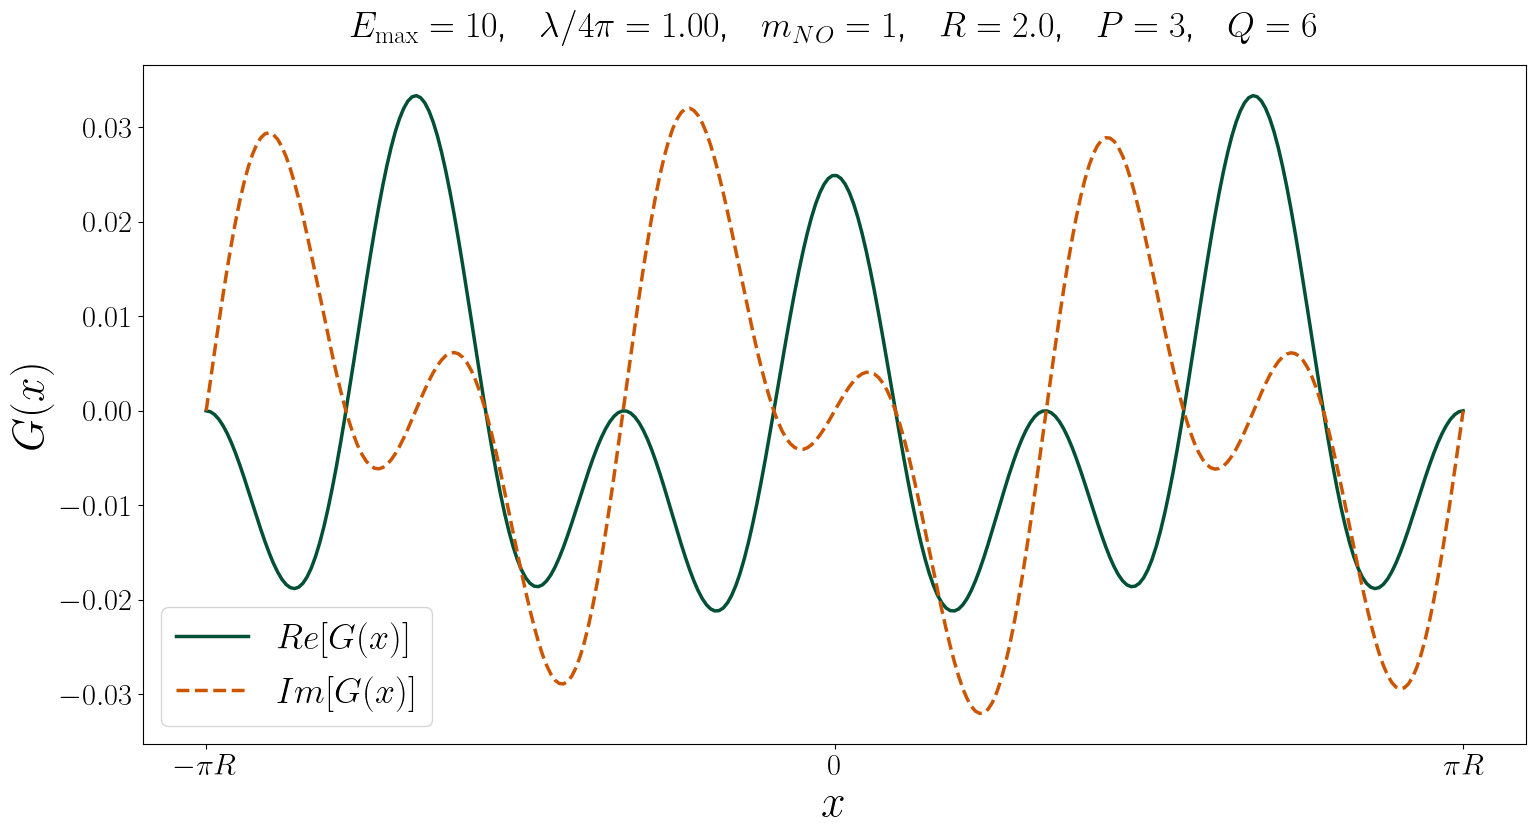 E_max = 10, λ/4π = 1.00, m_NO = 1, R = 2.0, P = 3, Q = 6
G(x)
0.03
0.02
0.01
0.00
−0.01
−0.02
−0.03
Re[G(x)]
Im[G(x)]
−πR 0 πR
x